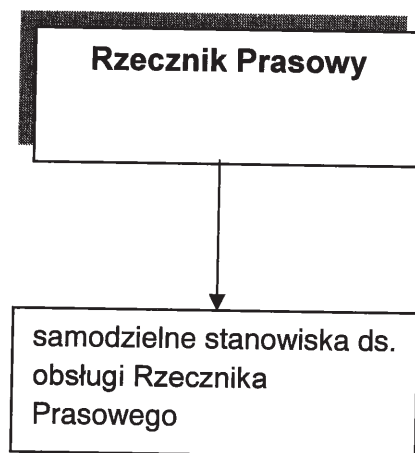 Rzecznik Prasowy
samodzielne stanowiska ds.
obsługi Rzecznika
Prasowego